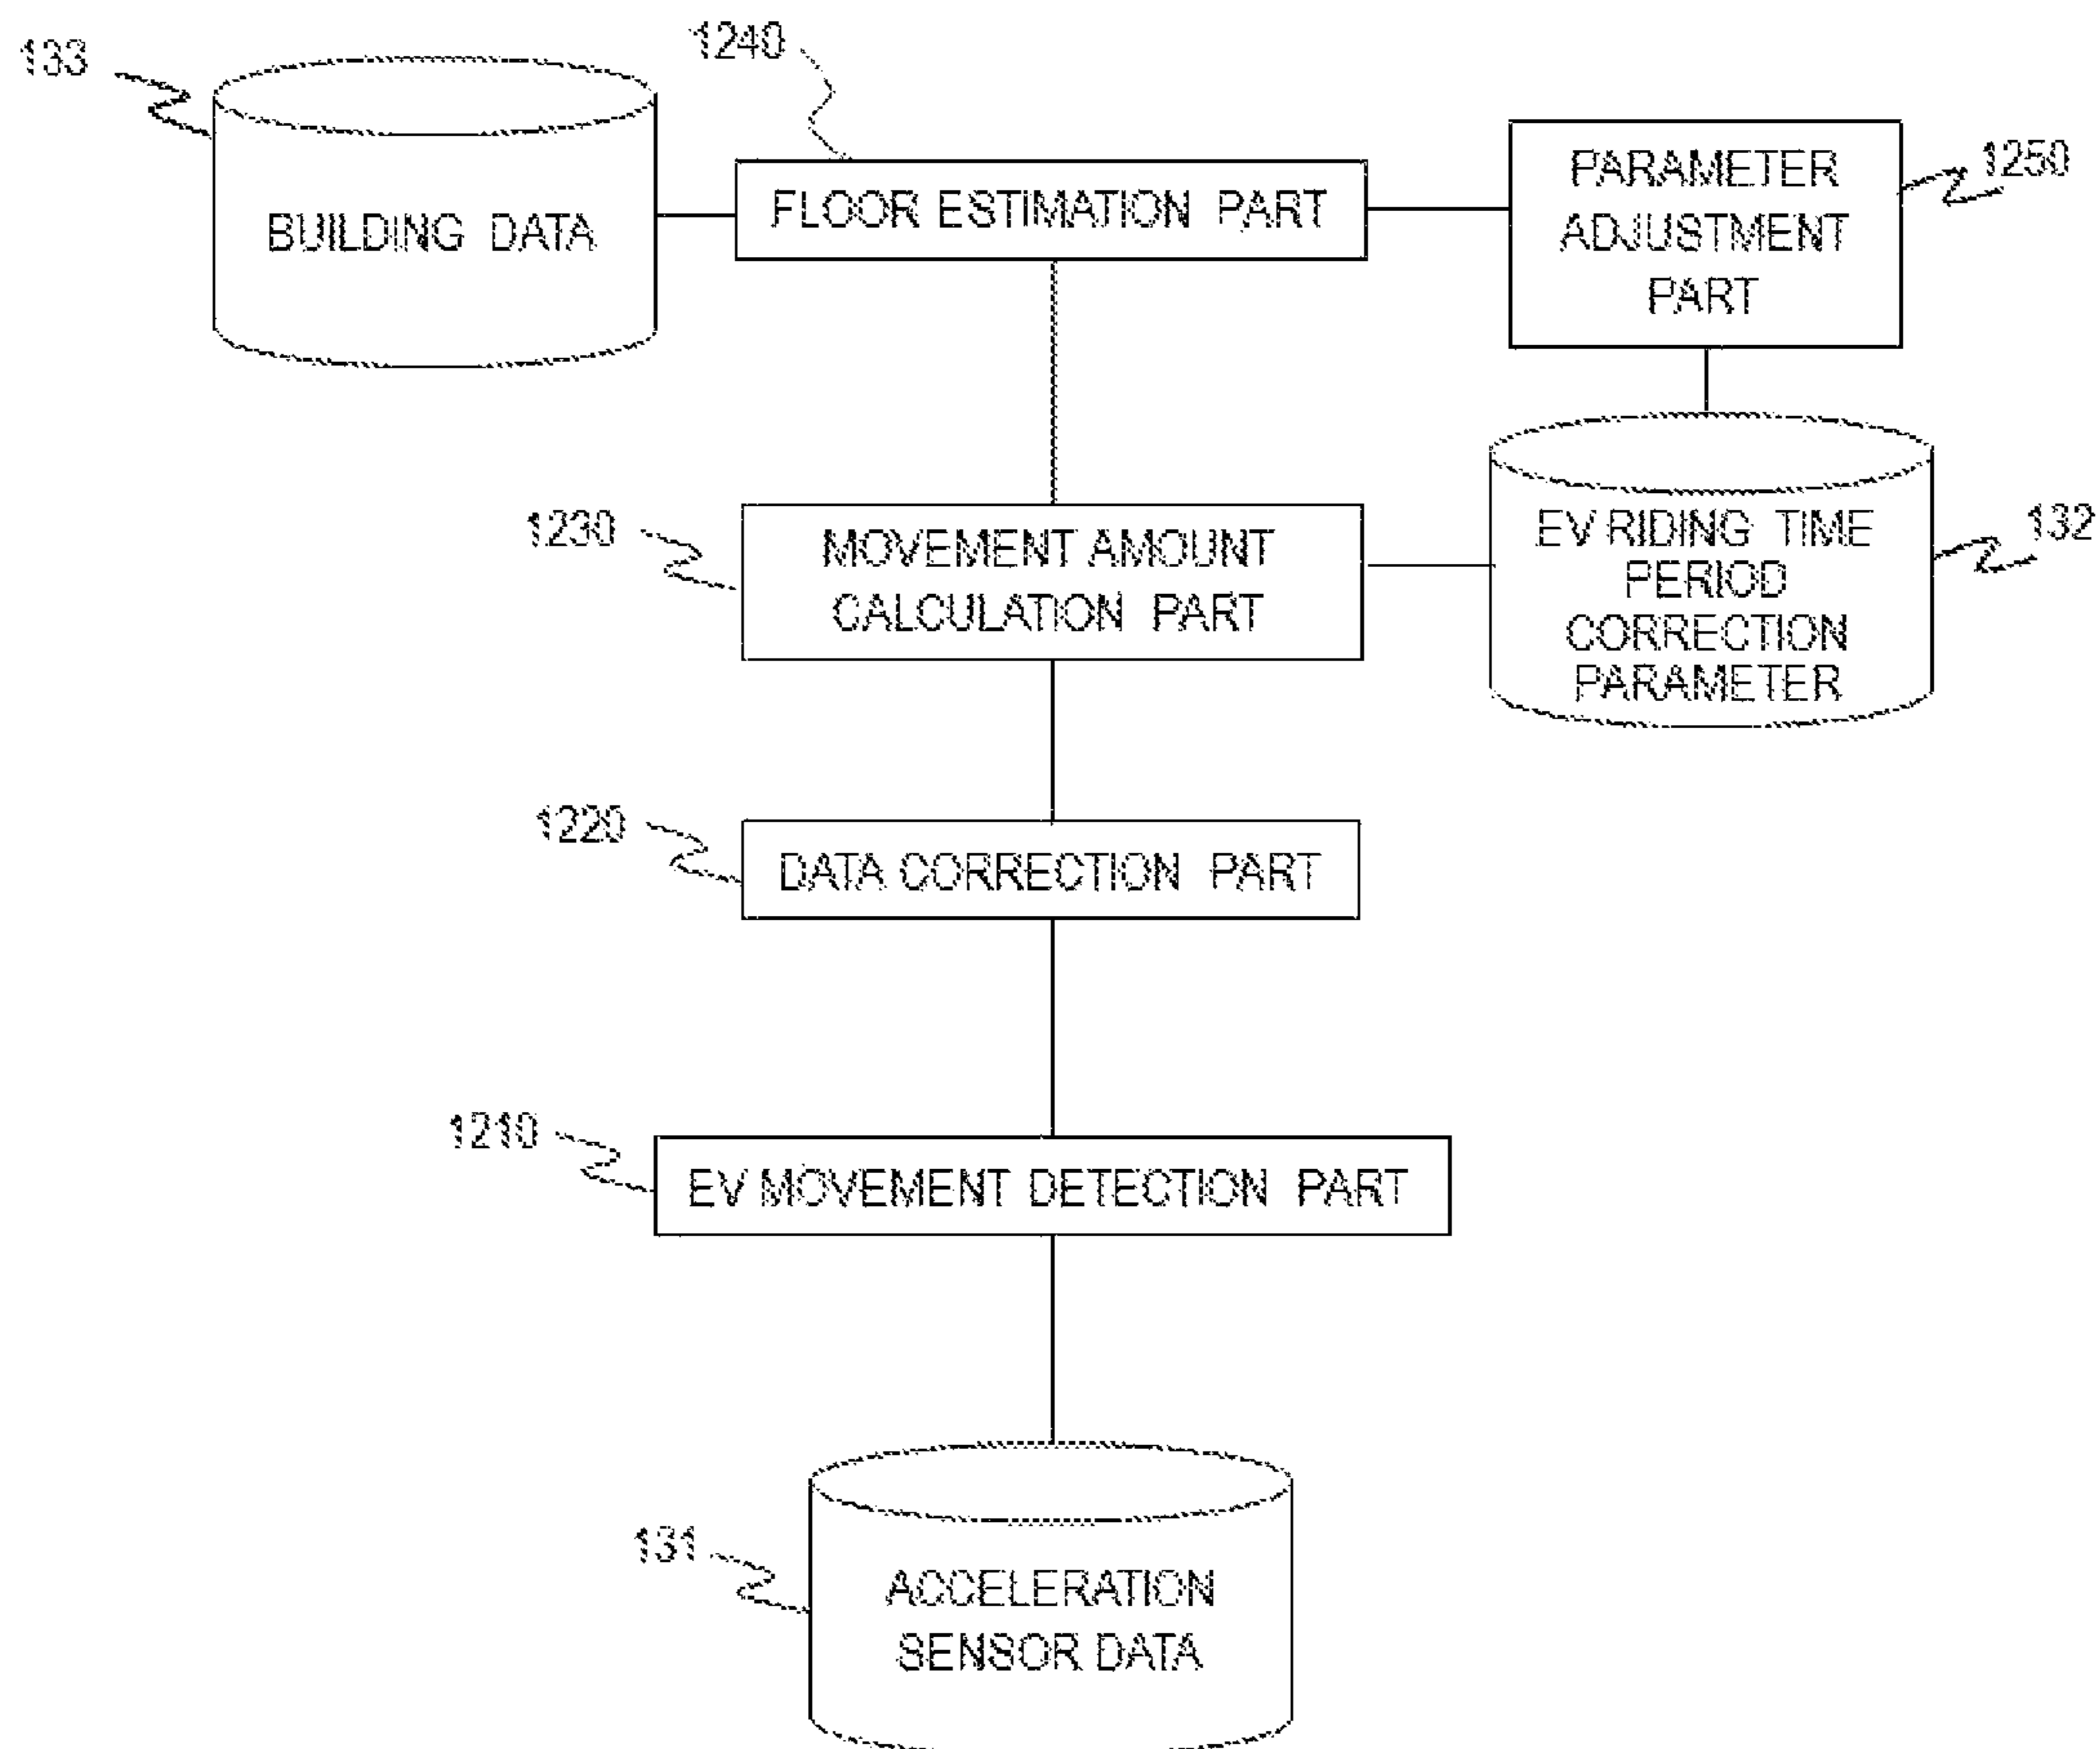 133
1240
BUILDING DATA
FLOOR ESTIMATION PART
PARAMETER
ADJUSTMENT
PART
1250
1230
MOVEMENT AMOUNT
CALCULATION PART
EV RIDING TIME
PERIOD
CORRECTION
PARAMETER
132
1220
DATA CORRECTION PART
1210
EV MOVEMENT DETECTION PART
131
ACCELERATION
SENSOR DATA